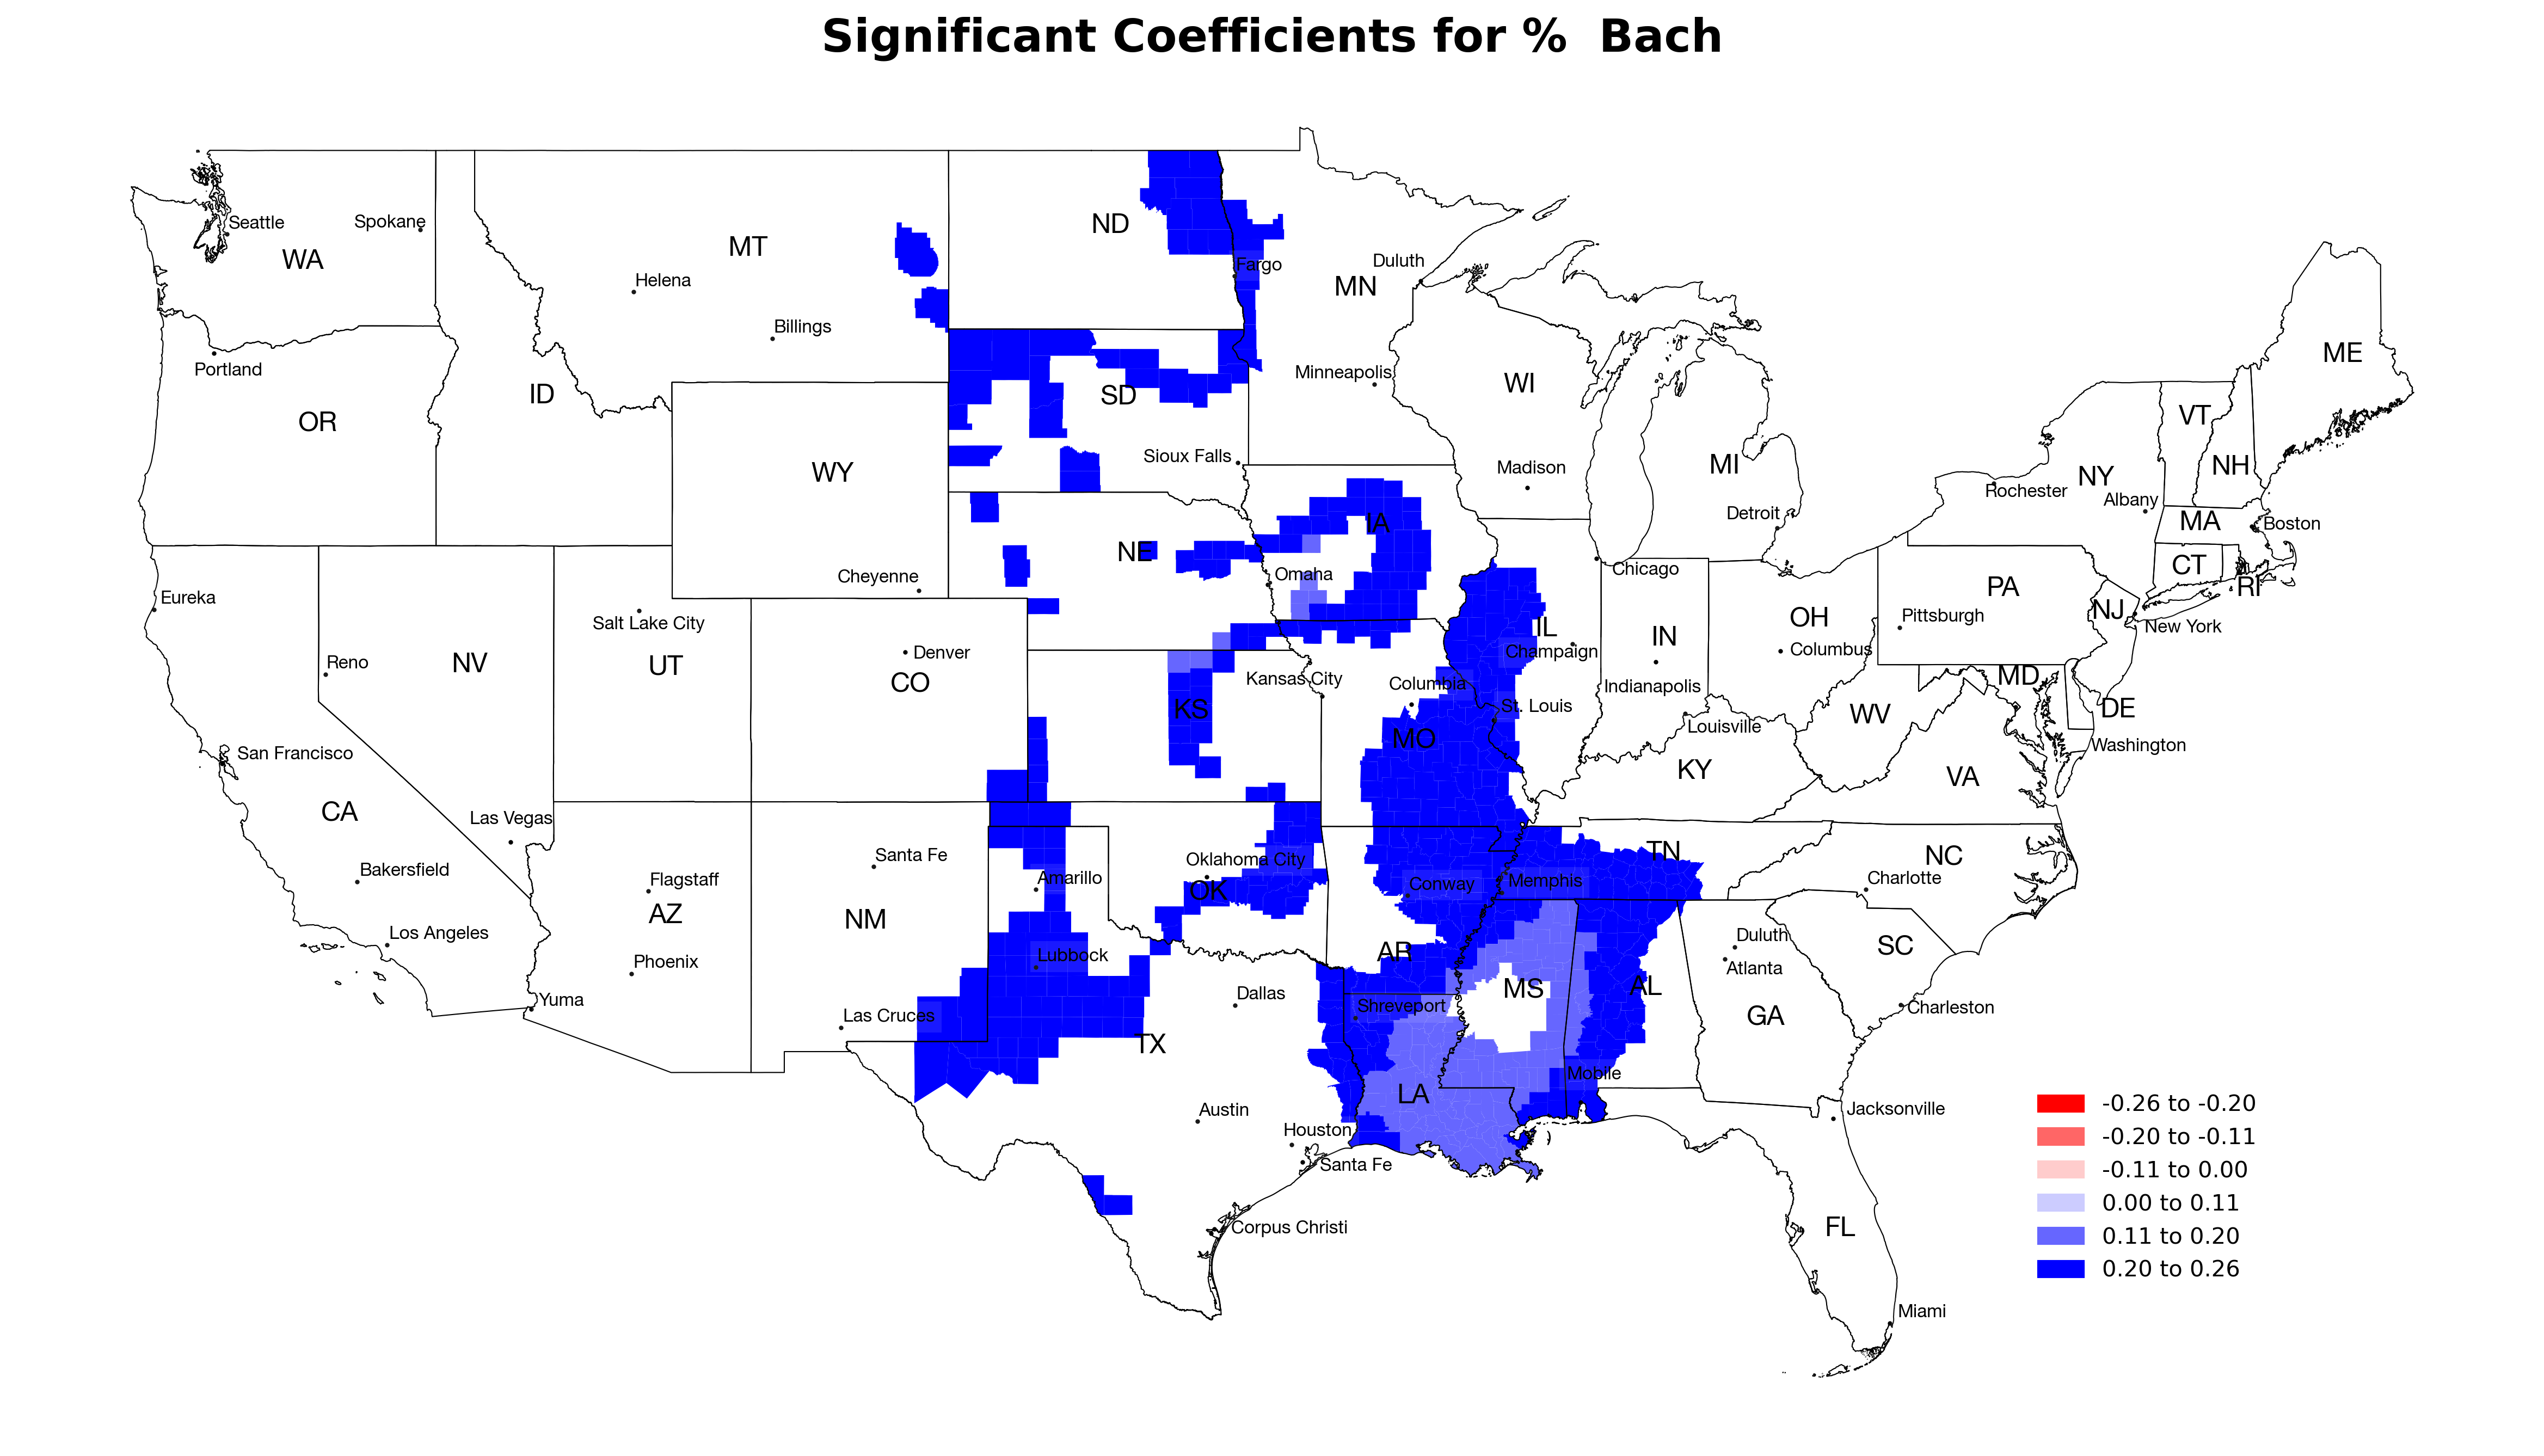 Significant Coefficients for %  Bach
Seattle
Spokane
WA
MT
ND
Helena
Fargo
Duluth
MN
Billings
Portland
ID
OR
SD
Minneapolis
WI
ME
VT
NH
NY
Rochester
Albany
WY
Sioux Falls
Madison
MI
Detroit
MA
Boston
IA
NE
CT
RI
Cheyenne
Omaha
Chicago
PA
NJ
Eureka
Salt Lake City
OH
Pittsburgh
New York
IL
IN
Champaign
Columbus
Reno
NV
UT
Denver
CO
Kansas City
Columbia
Indianapolis
MD
DE
KS
St. Louis
Louisville
WV
Washington
San Francisco
MO
KY
VA
CA
Las Vegas
Santa Fe
Oklahoma City
TN
NC
Bakersfield
Flagstaff
Amarillo
OK
Conway
Memphis
Charlotte
AZ
NM
Los Angeles
Phoenix
Lubbock
AR
Duluth
Atlanta
SC
Yuma
Las Cruces
Dallas
Shreveport
MS
AL
GA
Charleston
TX
Mobile
LA
Austin
Houston
Santa Fe
Jacksonville
Corpus Christi
FL
Miami
-0.26 to -0.20
-0.20 to -0.11
-0.11 to 0.00
0.00 to 0.11
0.11 to 0.20
0.20 to 0.26